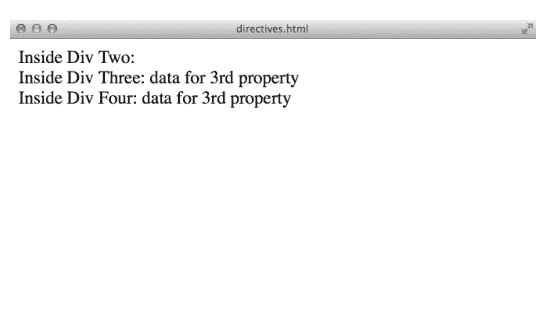 directives.html
Inside Div Two:
Inside Div Three: data for 3rd property
Inside Div Four: data for 3rd property